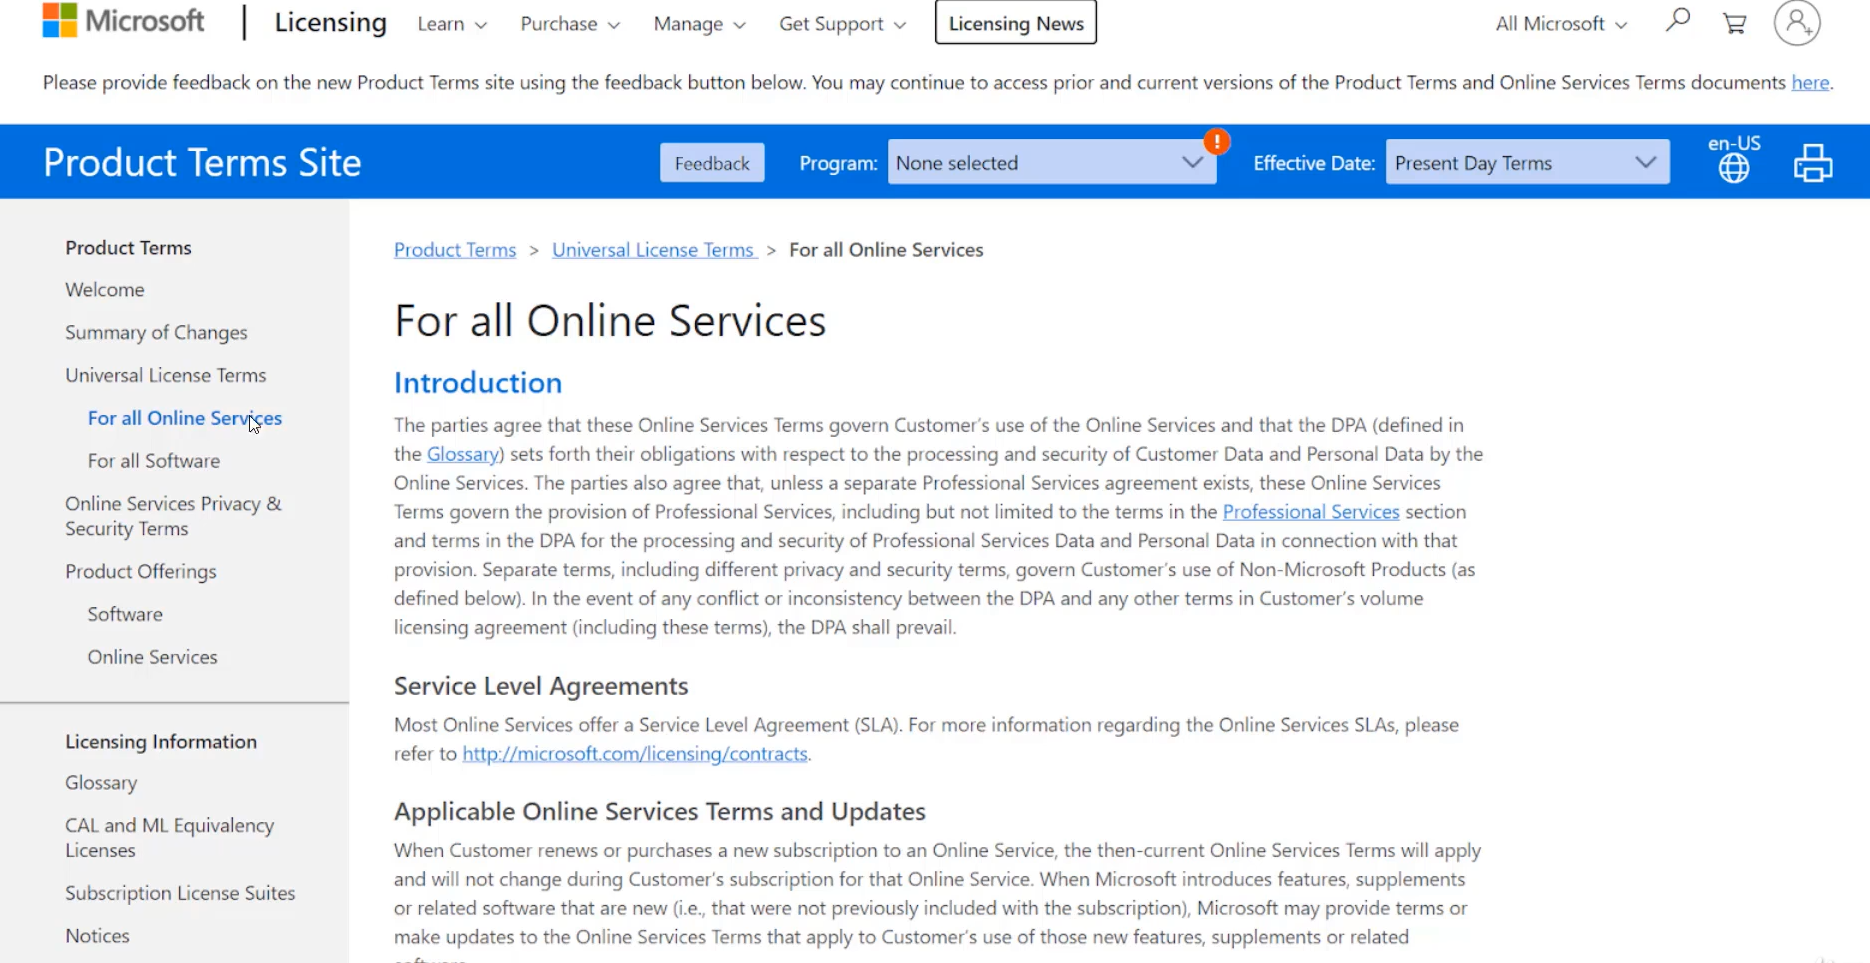 Microsoft | Licensing Learn Purchase Manage Get Support Licensing News All Microsoft
Please provide feedback on the new Product Terms site using the feedback button below. You may continue to access prior and current versions of the Product Terms and Online Services Terms documents here.
Product Terms Site Feedback Program: None selected ! Effective Date: Present Day Terms en-US
Product Terms
Welcome
Summary of Changes
Universal License Terms
For all Online Services
For all Software
Online Services Privacy &
Security Terms
Product Offerings
Software
Online Services
Licensing Information
Glossary
CAL and ML Equivalency
Licenses
Subscription License Suites
Notices
Product Terms > Universal License Terms > For all Online Services
For all Online Services
Introduction
The parties agree that these Online Services Terms govern Customer's use of the Online Services and that the DPA (defined in
the Glossary) sets forth their obligations with respect to the processing and security of Customer Data and Personal Data by the
Online Services. The parties also agree that, unless a separate Professional Services agreement exists, these Online Services
Terms govern the provision of Professional Services, including but not limited to the terms in the Professional Services section
and terms in the DPA for the processing and security of Professional Services Data and Personal Data in connection with that
provision. Separate terms, including different privacy and security terms, govern Customer's use of Non-Microsoft Products (as
defined below). In the event of any conflict or inconsistency between the DPA and any other terms in Customer's volume
licensing agreement (including these terms), the DPA shall prevail.
Service Level Agreements
Most Online Services offer a Service Level Agreement (SLA). For more information regarding the Online Services SLAs, please
refer to http://microsoft.com/licensing/contracts.
Applicable Online Services Terms and Updates
When Customer renews or purchases a new subscription to an Online Service, the then-current Online Services Terms will apply
and will not change during Customer's subscription for that Online Service. When Microsoft introduces features, supplements
or related software that are new (i.e., that were not previously included with the subscription), Microsoft may provide terms or
make updates to the Online Services Terms that apply to Customer's use of those new features, supplements or related